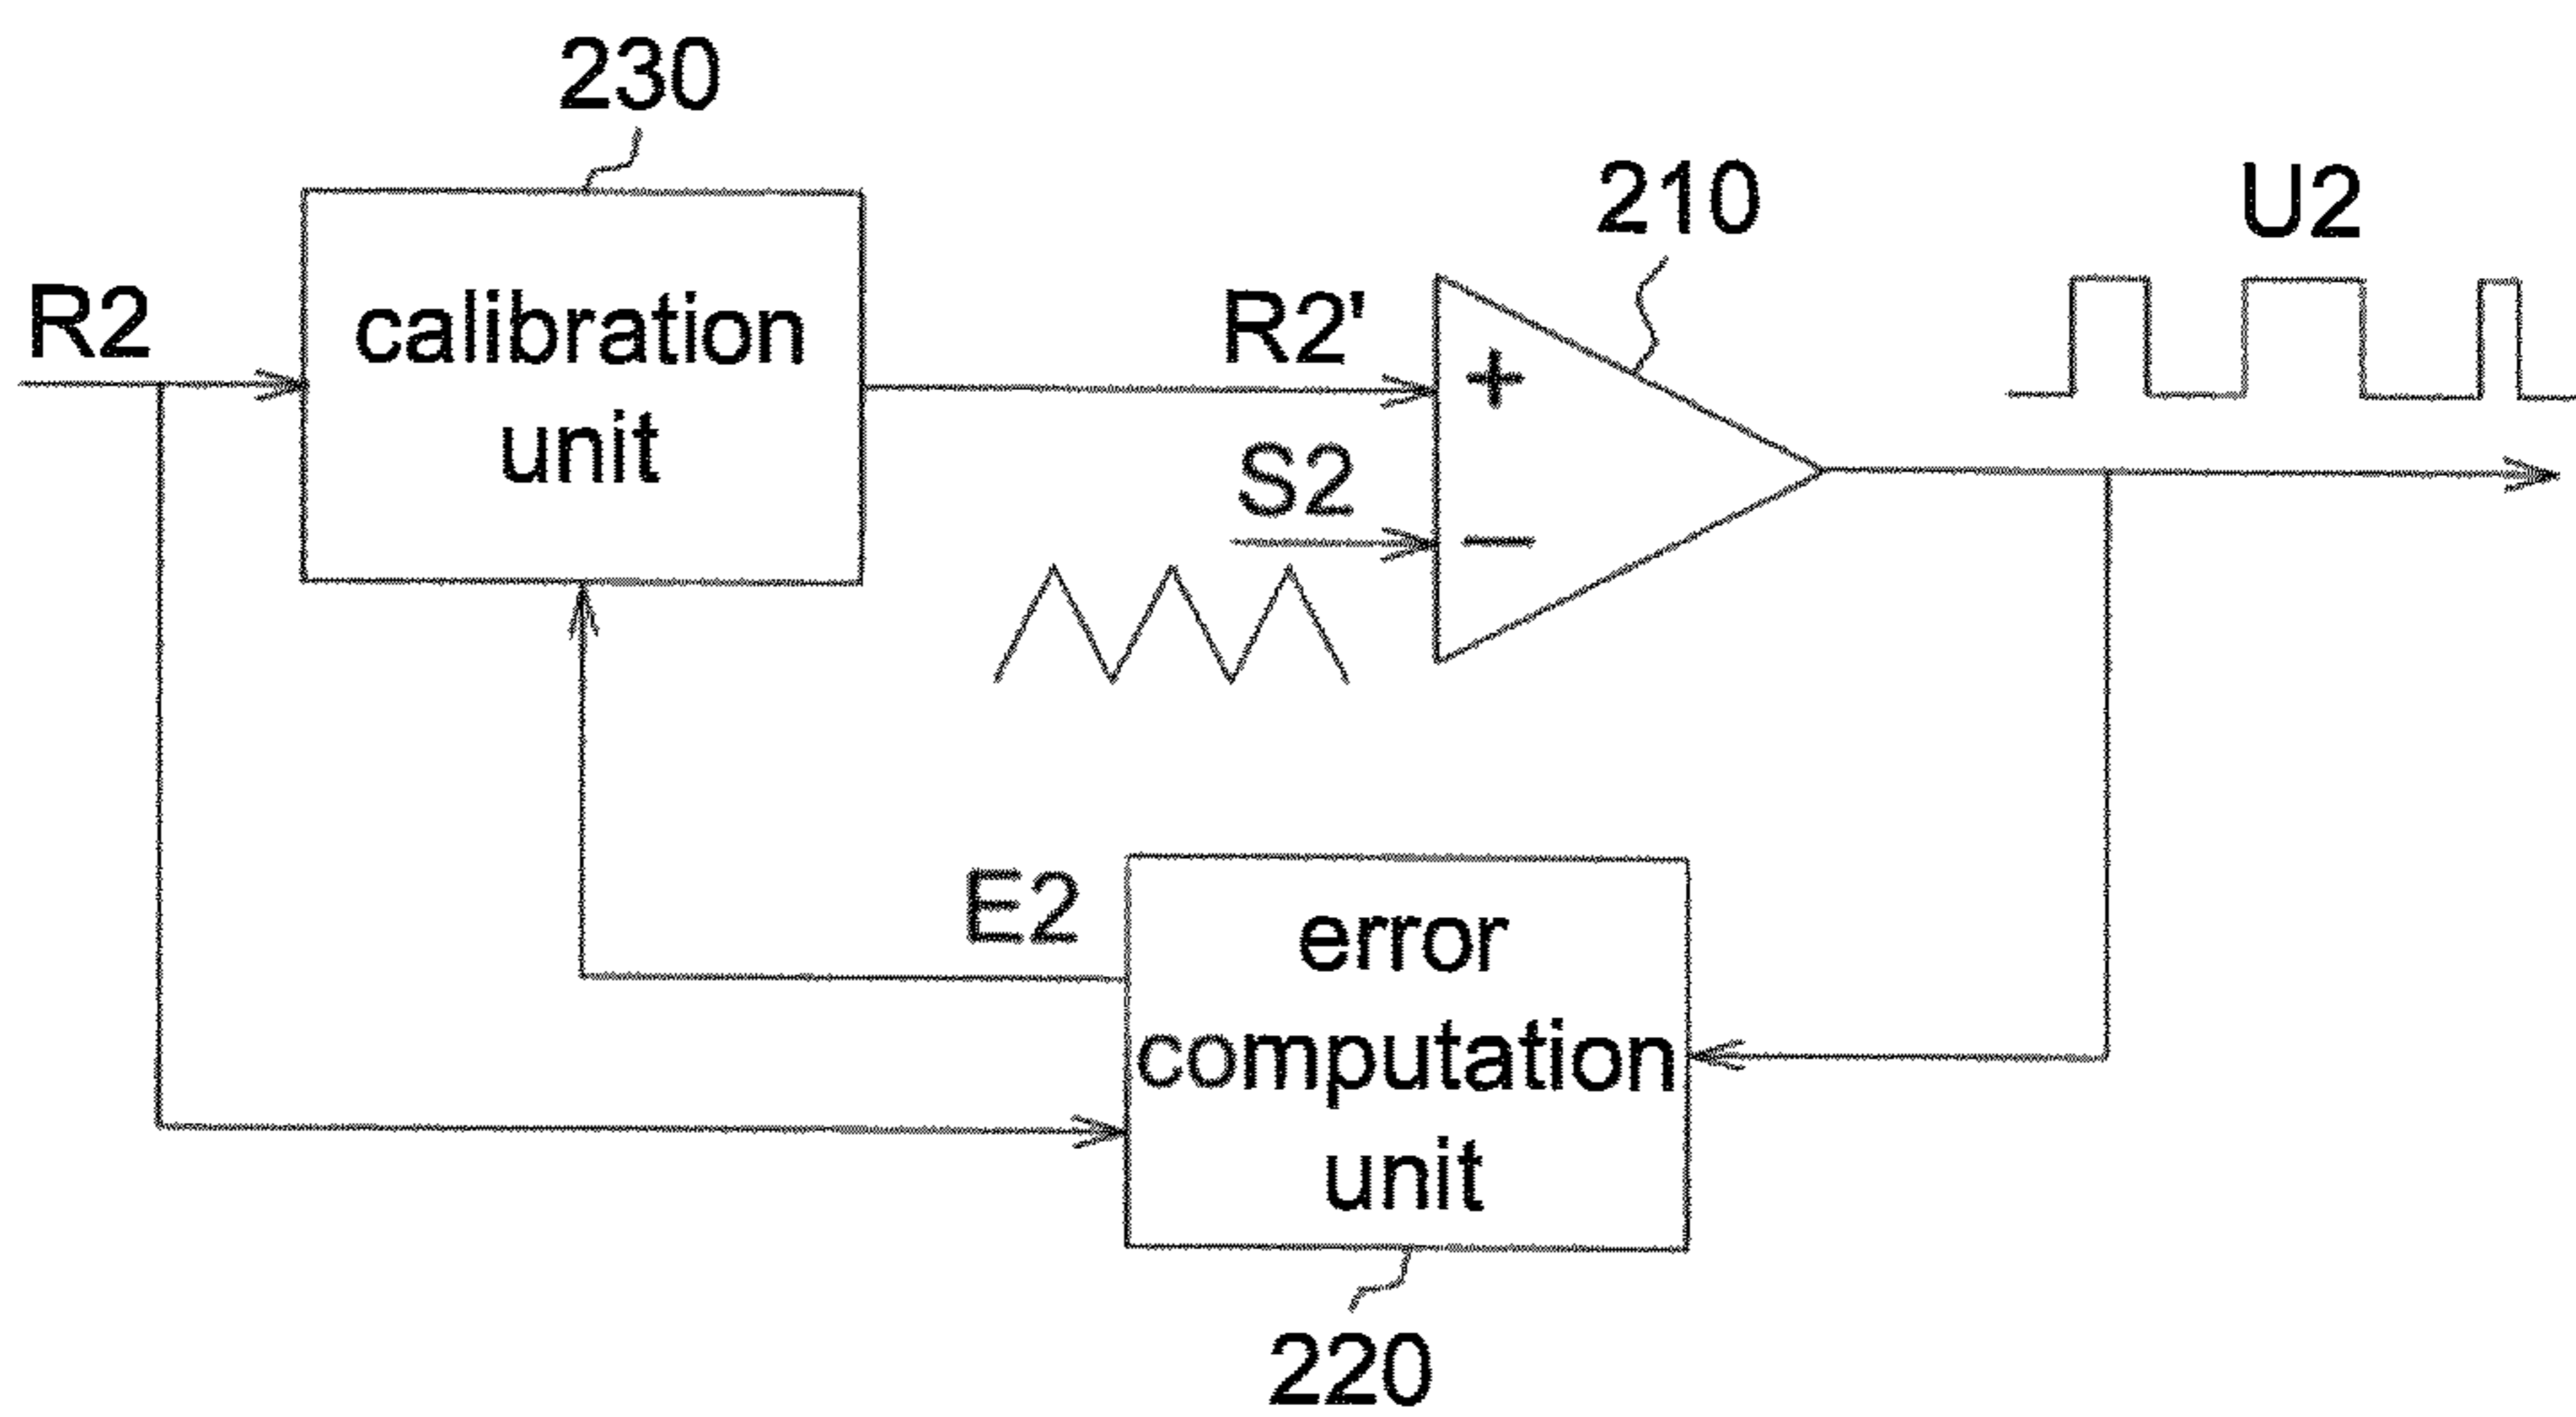 230
210
U2
R2
calibration
unit
R2'
+
S2
−
E2
error
computation
unit
220